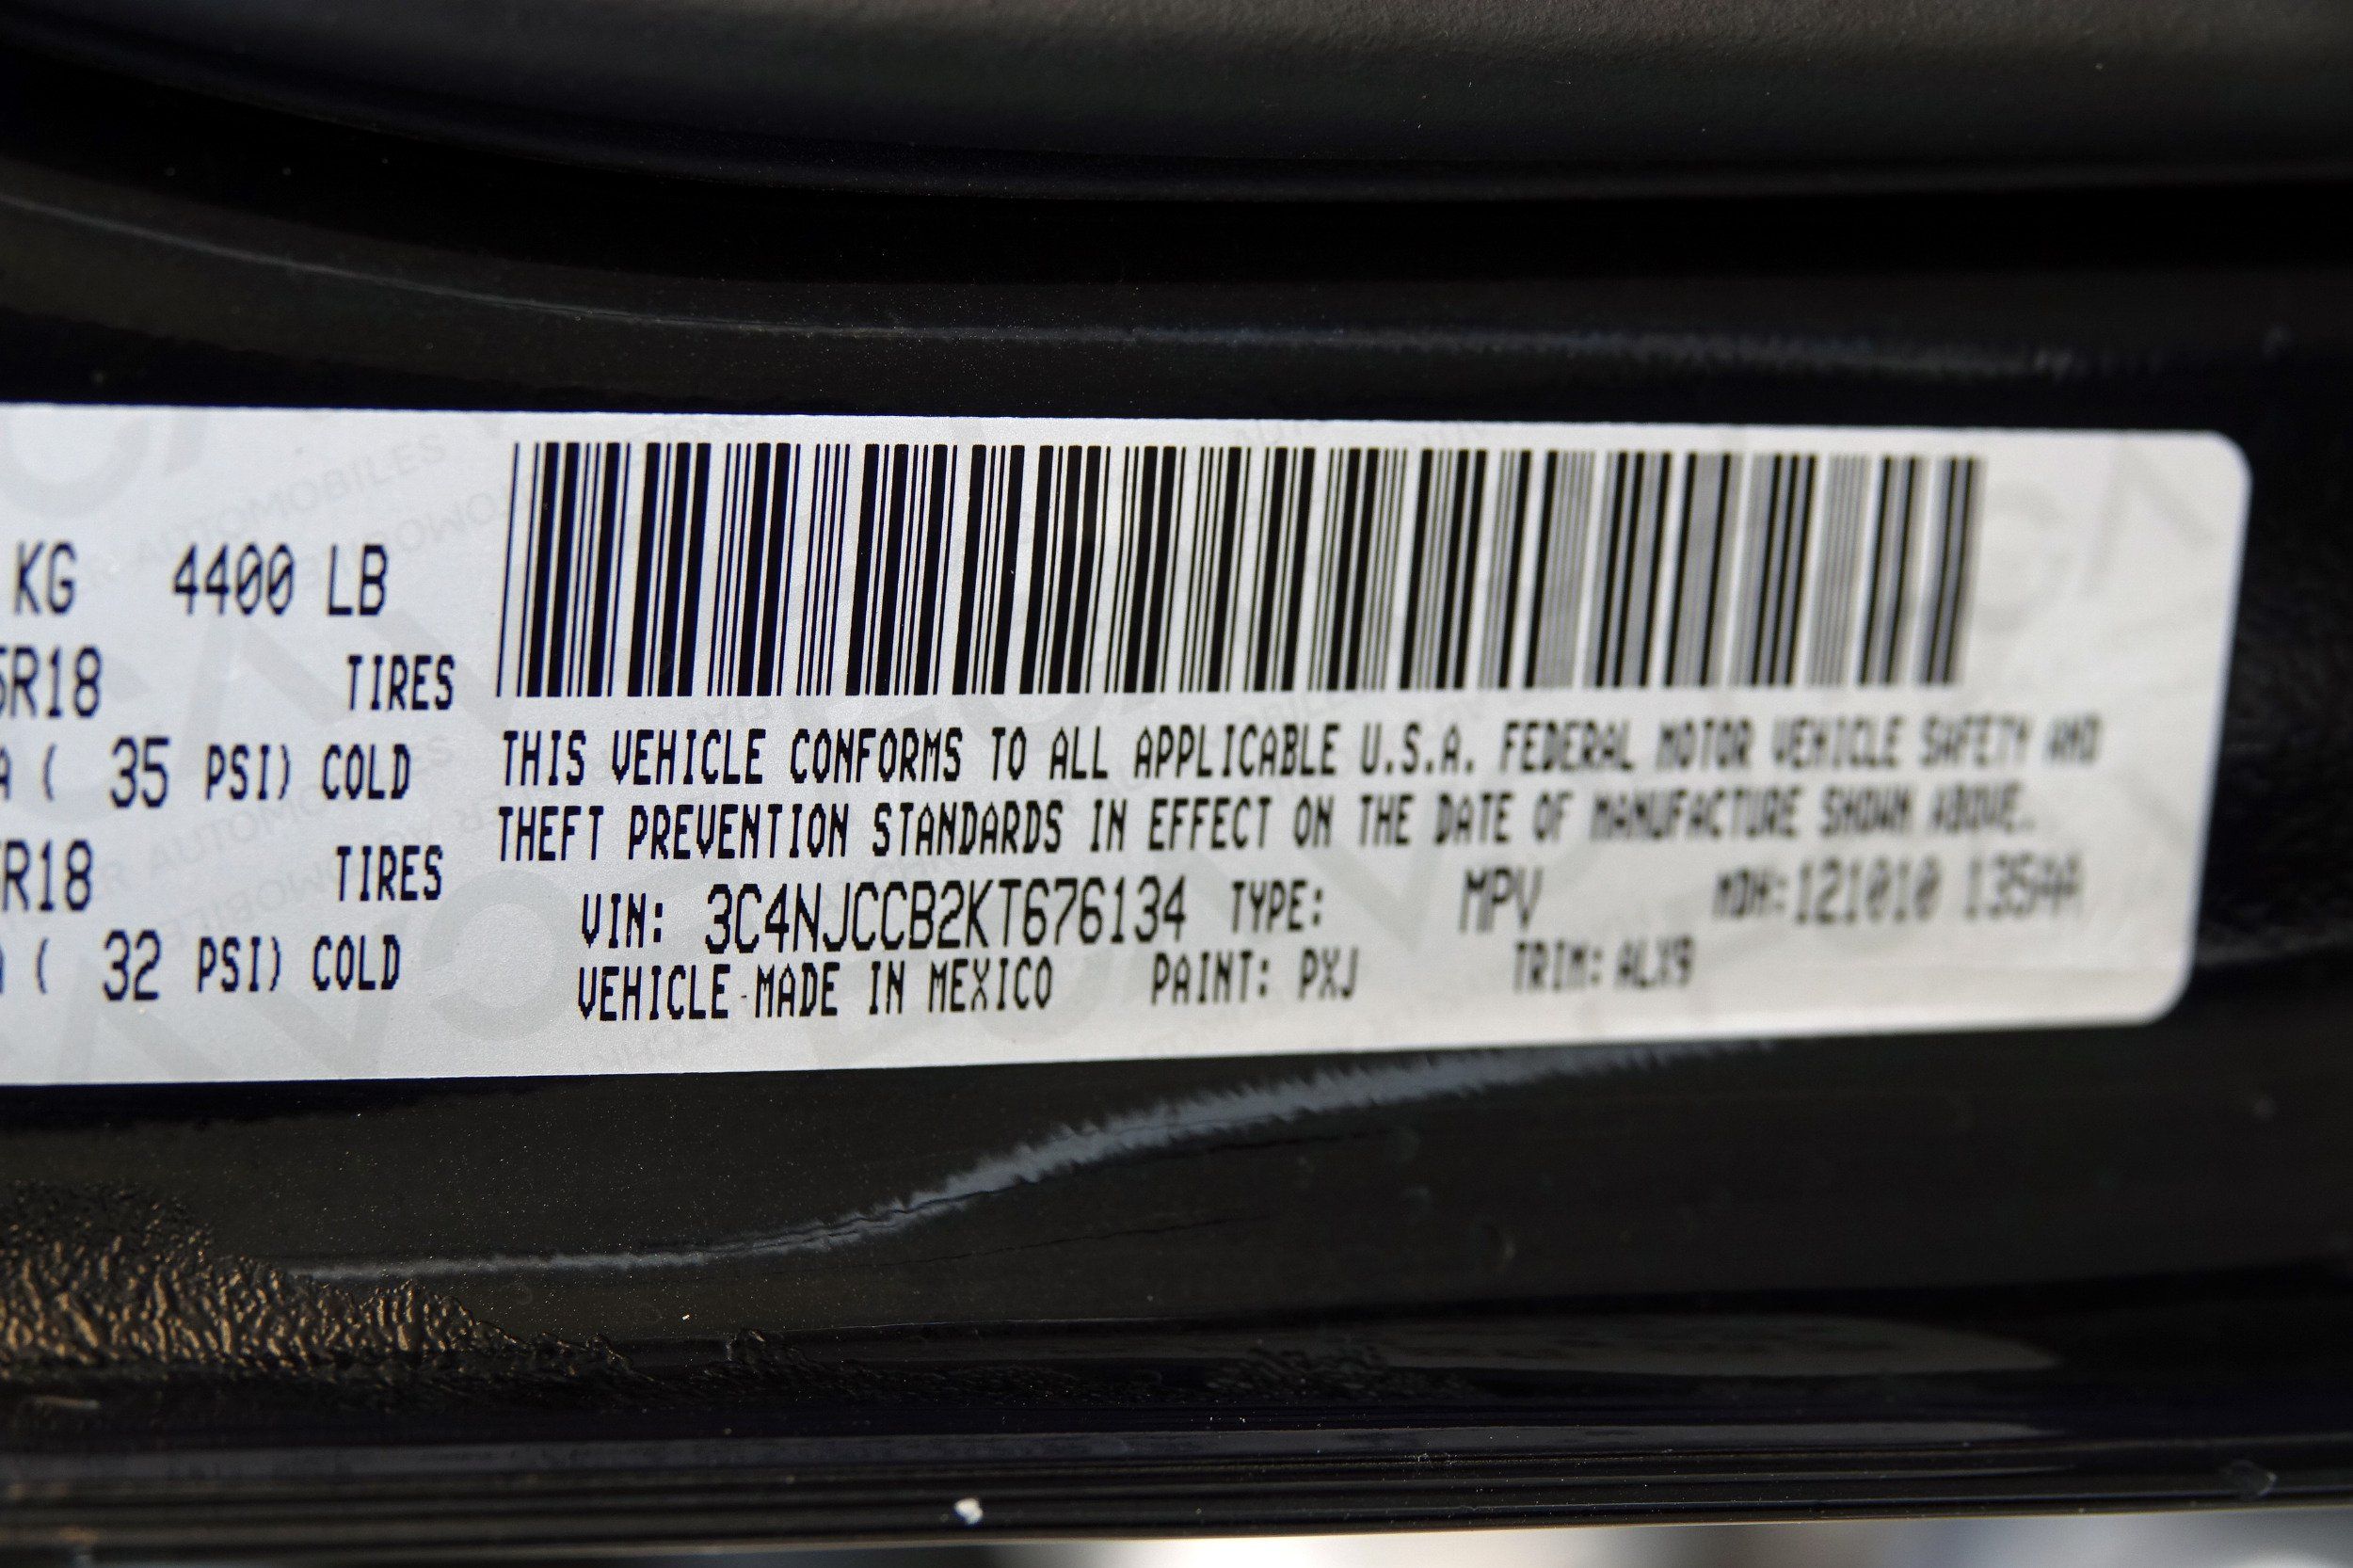 KG 4400 LB
R18 TIRES
( 35 PSI) COLD
R18 TIRES
( 32 PSI) COLD
THIS VEHICLE CONFORMS TO ALL APPLICABLE U.S.A. FEDERAL MOTOR VEHICLE SAFETY AND
THEFT PREVENTION STANDARDS IN EFFECT ON THE DATE OF MANUFACTURE SHOWN ABOVE.
VIN: 3C4NJCCB2KT676134 TYPE: MPV MDH:121010 135AA
VEHICLE MADE IN MEXICO PAINT: PXJ TRIM: ALX9